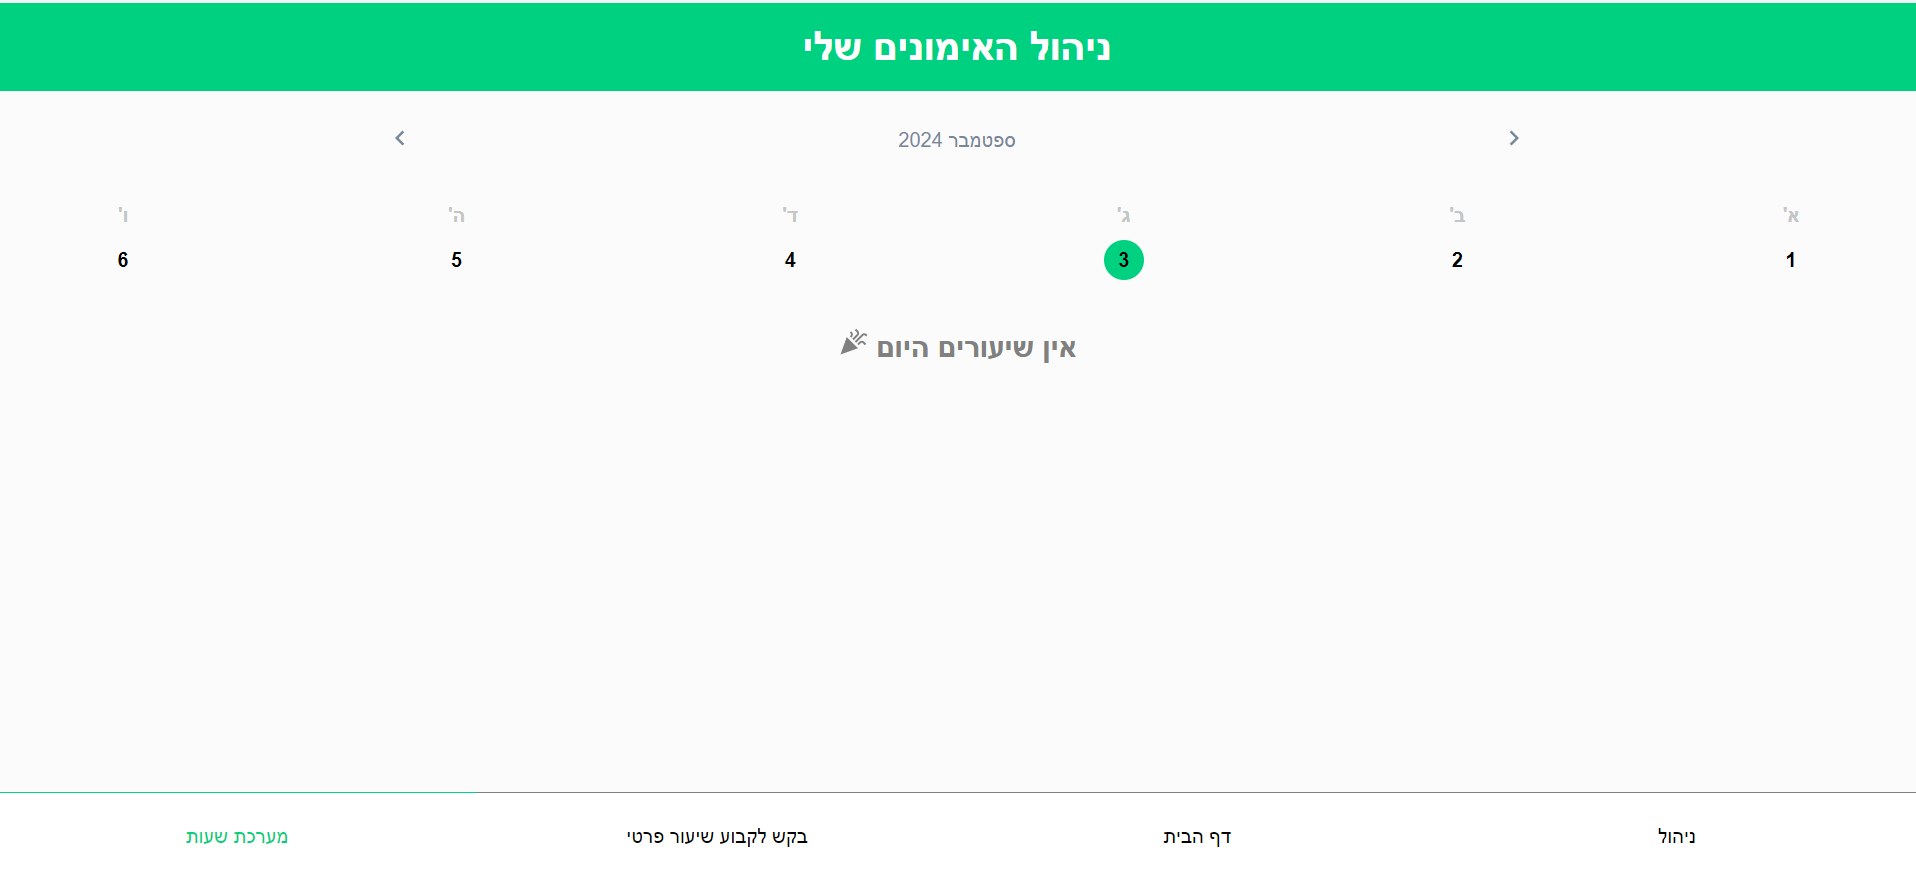 ניהול האימונים שלי
ספטמבר 2024
א' ב' ג' ד' ה' ו'
1 2 3 4 5 6
אין שיעורים היום
ניהול דף הבית בקש לקבוע שיעור פרטי מערכת שעות